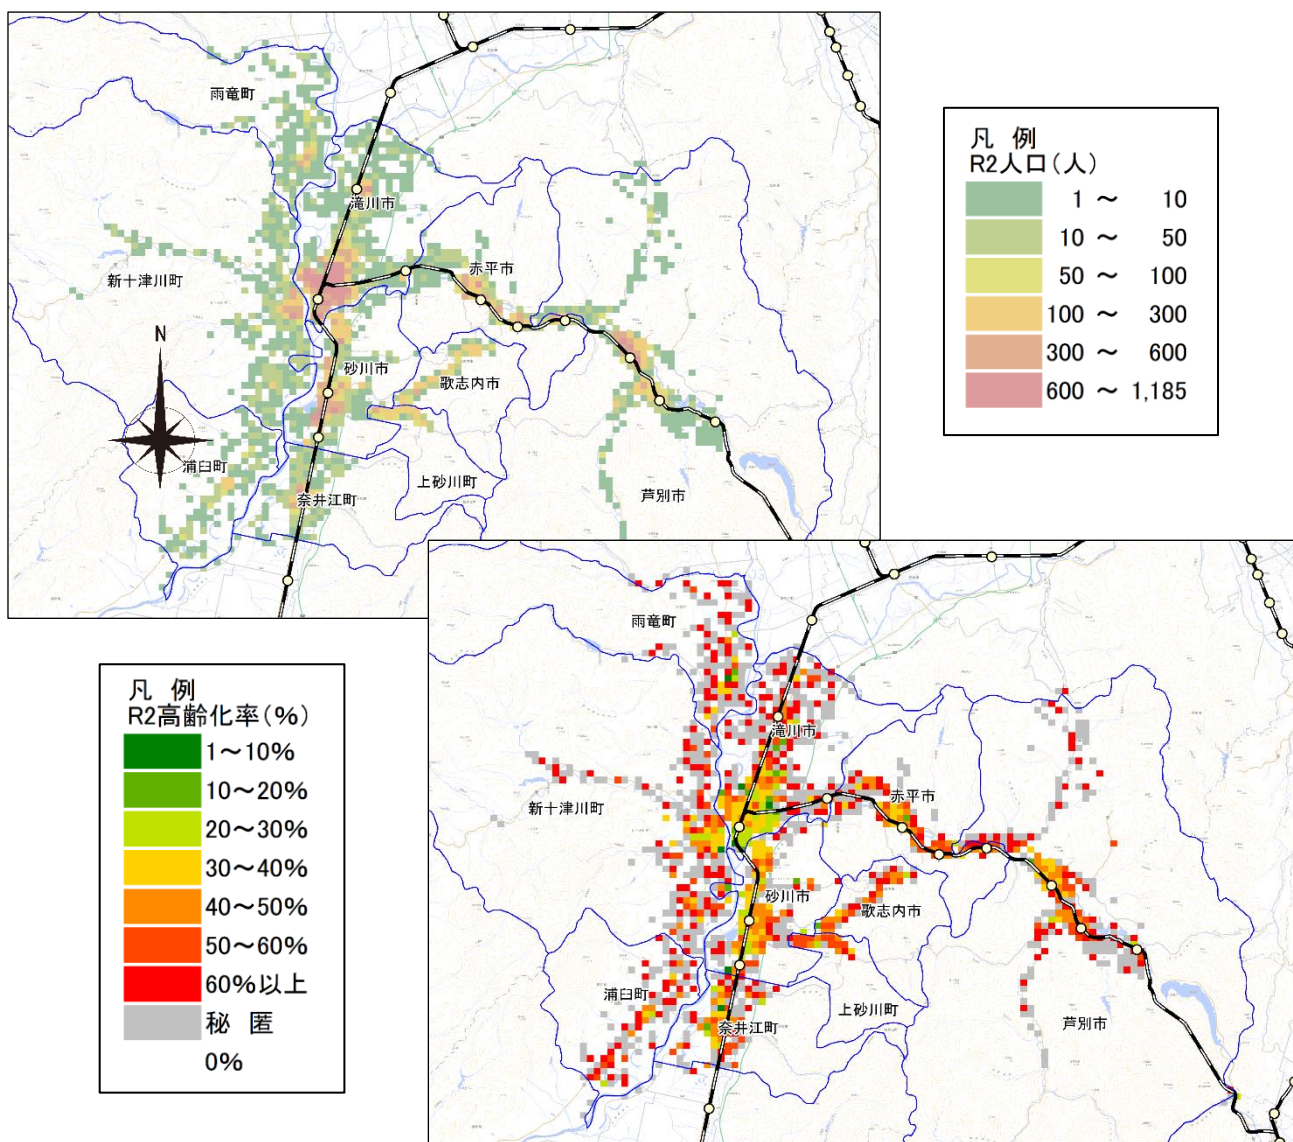 雨竜町
滝川市
新十津川町
赤平市
N
砂川市
歌志内市
浦臼町
上砂川町
奈井江町
芦別市
凡 例
R2人口(人)
1 ～ 10
10 ～ 50
50 ～ 100
100 ～ 300
300 ～ 600
600 ～ 1,185
雨竜町
滝川市
新十津川町
赤平市
砂川市
歌志内市
浦臼町
上砂川町
奈井江町
芦別市
凡 例
R2高齢化率(%)
1～10%
10～20%
20～30%
30～40%
40～50%
50～60%
60%以上
秘 匿
0%